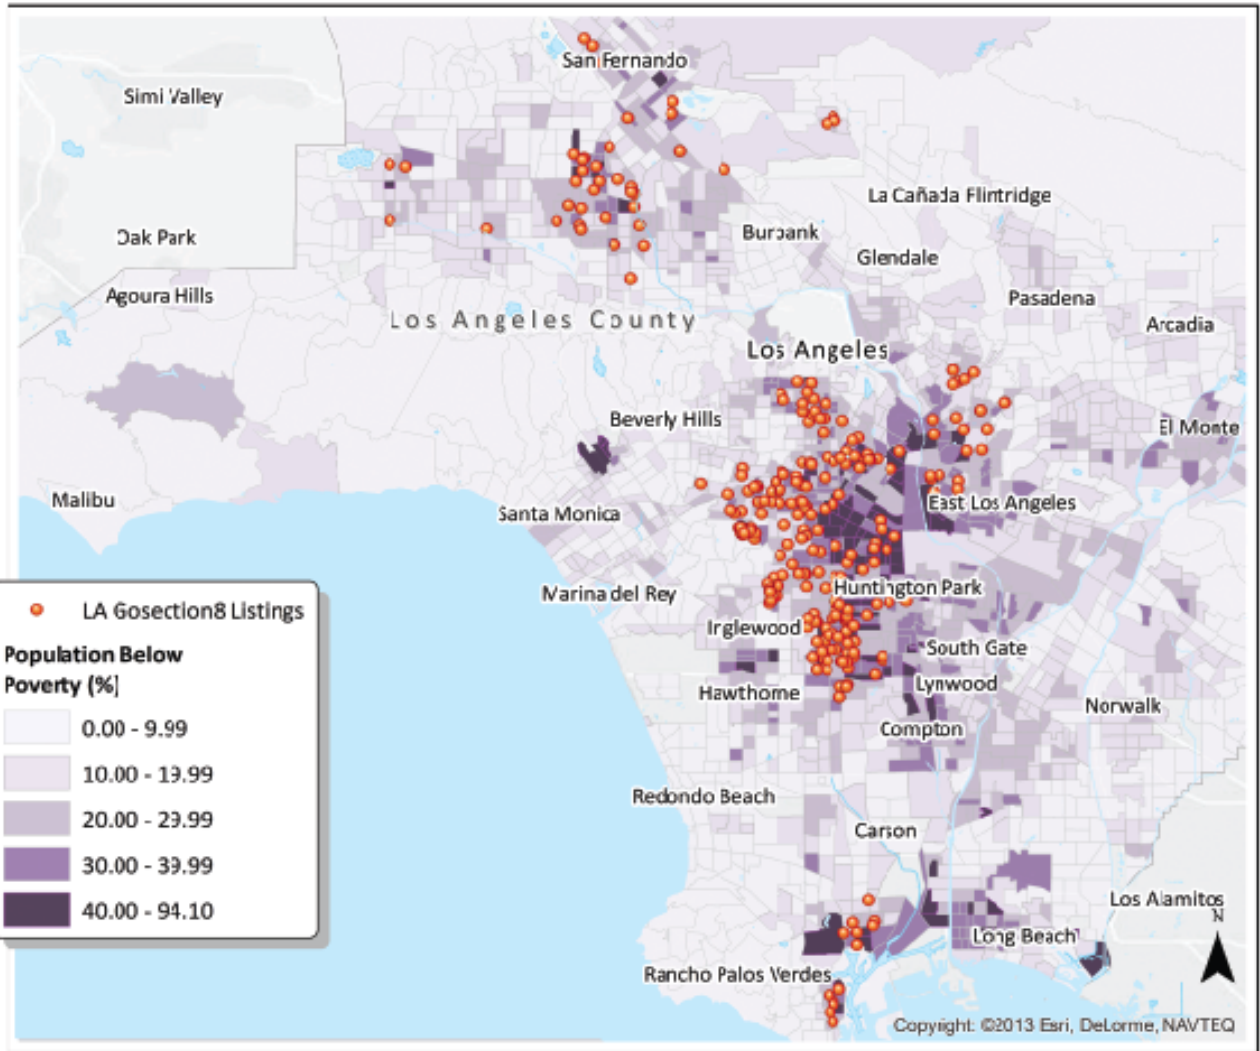 San Fernando
Simi Valley
La Cañada Flintridge
Burbank
Oak Park
Glendale
Agoura Hills
Pasadena
Los Angeles County
Arcadia
Los Angeles
Beverly Hills
El Monte
Malibu
Santa Monica
East Los Angeles
Marina del Rey
Huntington Park
LA Gosection8 Listings
Inglewood
South Gate
Population Below
Poverty (%)
Lynwood
Hawthorne
Norwalk
0.00 - 9.99
Compton
10.00 - 19.99
Redondo Beach
20.00 - 29.99
Carson
30.00 - 39.99
40.00 - 94.10
Los Alamitos
N
Long Beach
Rancho Palos Verdes
Copyright: ©2013 Esri, DeLorme, NAVTEQ